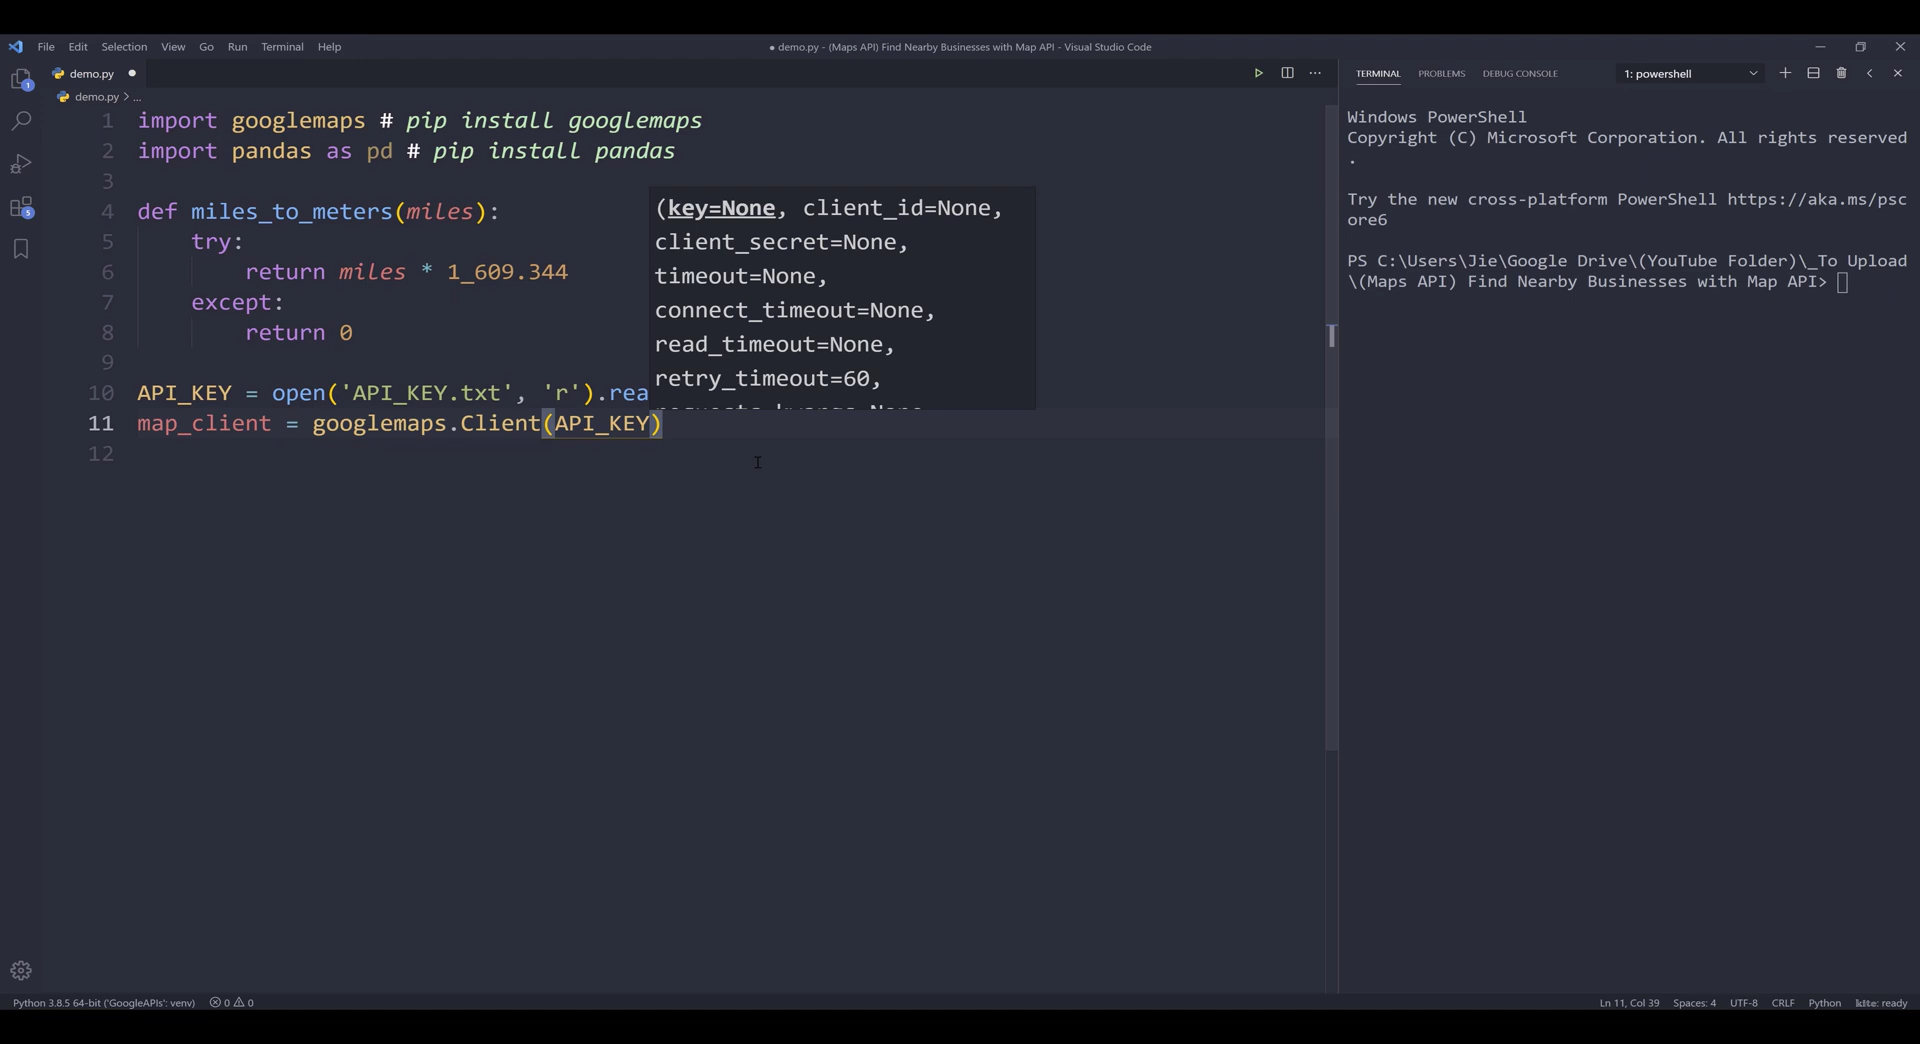 File Edit Selection View Go Run Terminal Help
● demo.py - (Maps API) Find Nearby Businesses with Map API - Visual Studio Code
demo.py ●
demo.py > ...
1 import googlemaps # pip install googlemaps
2 import pandas as pd # pip install pandas
3
4 def miles_to_meters(miles):
5 try:
6 return miles * 1_609.344
7 except:
8 return 0
9
10 API_KEY = open('API_KEY.txt', 'r').rea
11 map_client = googlemaps.Client(API_KEY)
12
(key=None, client_id=None,
client_secret=None,
timeout=None,
connect_timeout=None,
read_timeout=None,
retry_timeout=60,
1
5
TERMINAL PROBLEMS DEBUG CONSOLE 1: powershell
Windows PowerShell
Copyright (C) Microsoft Corporation. All rights reserved
.
Try the new cross-platform PowerShell https://aka.ms/psc
ore6
PS C:\Users\Jie\Google Drive\(YouTube Folder)\_To Upload
\(Maps API) Find Nearby Businesses with Map API>
Python 3.8.5 64-bit ('GoogleAPIs': venv) 0 0
Ln 11, Col 39 Spaces: 4 UTF-8 CRLF Python kite: ready